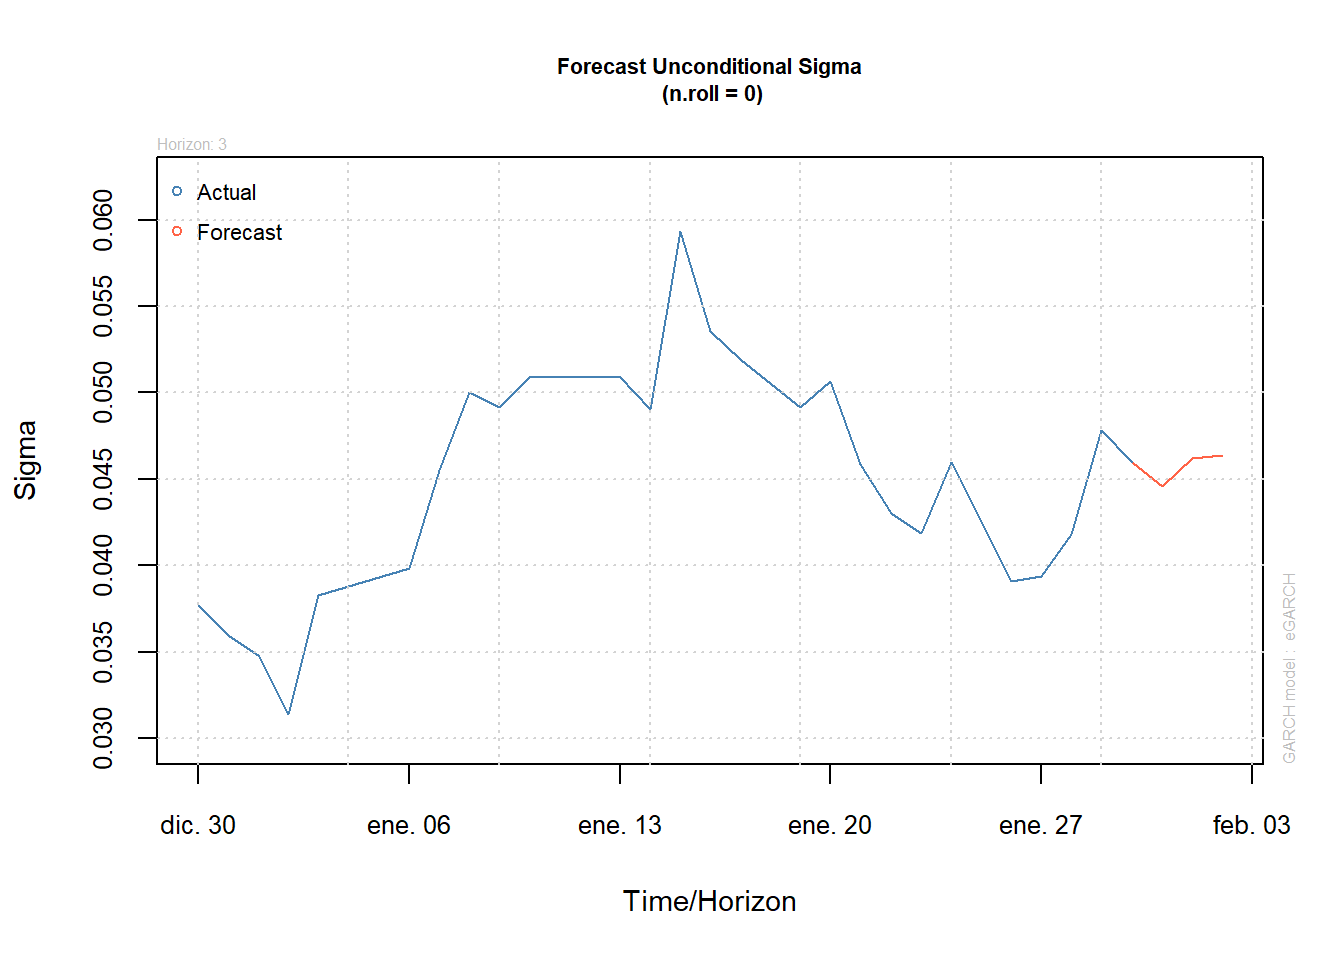 Forecast Unconditional Sigma
(n.roll = 0)
Horizon: 3
Actual
Forecast
0.060
0.055
0.050
0.045
0.040
0.035
0.030
Sigma
dic. 30
ene. 06
ene. 13
ene. 20
ene. 27
feb. 03
Time/Horizon
GARCH model : eGARCH